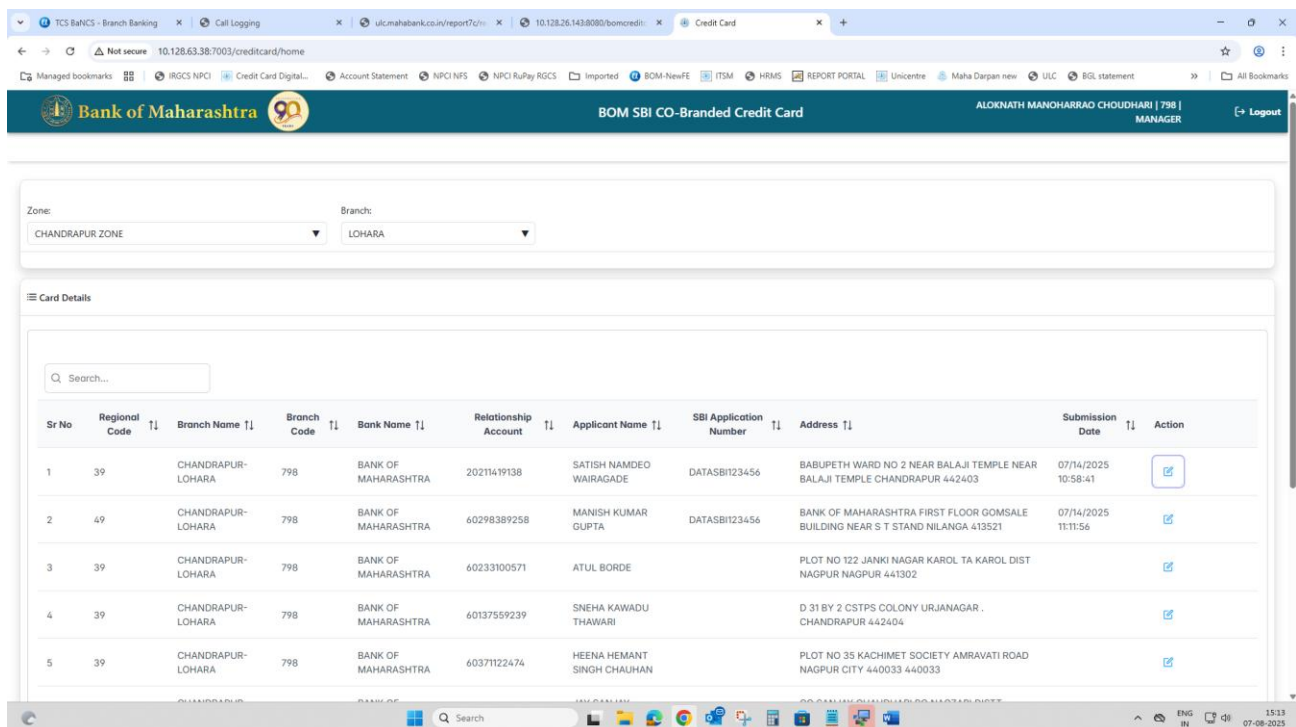 TCS BaNCS - Branch Banking
Call Logging
ulc.mahabank.co.in/report7c/
10.128.26.143:8080/bomcredit
Credit Card
Not secure 10.128.63.38:7003/creditcard/home
Managed bookmarks IRGCS NPCI Credit Card Digital... Account Statement NPCI NFS NPCI RuPay RGCS Imported BOM-NewFE ITSM HRMS REPORT PORTAL Unicentre Maha Darpan new ULC BGL statement » All Bookmarks
Bank of Maharashtra 90
BOM SBI CO-Branded Credit Card
ALOKNATH MANOHARRAO CHOUDHARI | 798 |
MANAGER
Logout
Zone: Branch:
CHANDRAPUR ZONE LOHARA
Card Details
Search...
Sr No Regional Code Branch Name Branch Code Bank Name Relationship Account Applicant Name SBI Application Number Address Submission Date Action
1 39 CHANDRAPUR-LOHARA 798 BANK OF MAHARASHTRA 20211419138 SATISH NAMDEO WAIRAGADE DATASBI123456 BABUPETH WARD NO 2 NEAR BALAJI TEMPLE NEAR BALAJI TEMPLE CHANDRAPUR 442403 07/14/2025 10:58:41
2 49 CHANDRAPUR-LOHARA 798 BANK OF MAHARASHTRA 60298389258 MANISH KUMAR GUPTA DATASBI123456 BANK OF MAHARASHTRA FIRST FLOOR GOMSALE BUILDING NEAR S T STAND NILANGA 413521 07/14/2025 11:11:56
3 39 CHANDRAPUR-LOHARA 798 BANK OF MAHARASHTRA 60233100571 ATUL BORDE PLOT NO 122 JANKI NAGAR KAROL TA KAROL DIST NAGPUR NAGPUR 441302
4 39 CHANDRAPUR-LOHARA 798 BANK OF MAHARASHTRA 60137559239 SNEHA KAWADU THAWARI D 31 BY 2 CSTPS COLONY URJANAGAR . CHANDRAPUR 442404
5 39 CHANDRAPUR-LOHARA 798 BANK OF MAHARASHTRA 60371122474 HEENA HEMANT SINGH CHAUHAN PLOT NO 35 KACHIMET SOCIETY AMRAVATI ROAD NAGPUR CITY 440033 440033
Search
ENG
IN
15:13
07-08-2025